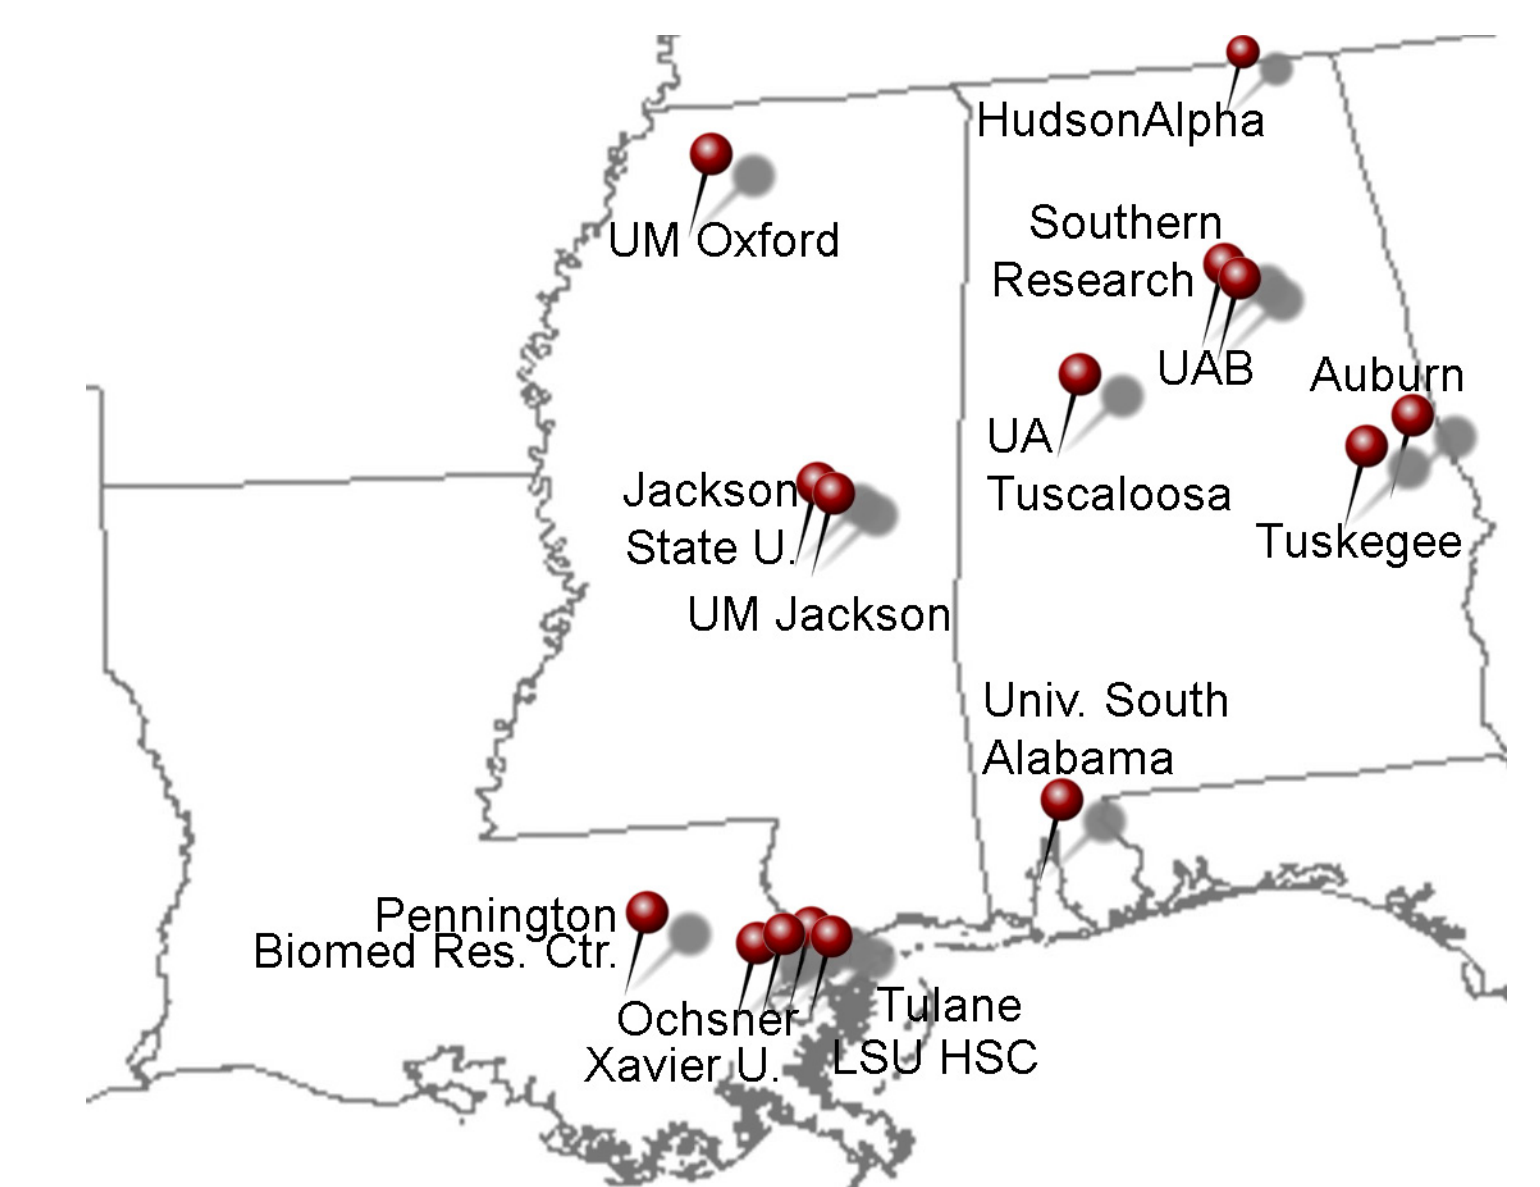 HudsonAlpha
UM Oxford
Southern
Research
UAB
Auburn
UA
Tuscaloosa
Tuskegee
Jackson
State U.
UM Jackson
Univ. South
Alabama
Pennington
Biomed Res. Ctr.
Ochsner
Xavier U.
Tulane
LSU HSC